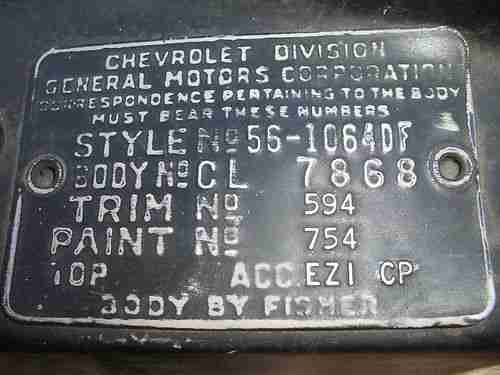 CHEVROLET DIVISION
GENERAL MOTORS CORPORATION
CORRESPONDENCE PERTAINING TO THE BODY
MUST BEAR THESE NUMBERS
STYLE No 56-1064DF
BODY No CL 7868
TRIM No 594
PAINT No 754
TOP ACC. EZI CP
BODY BY FISHER